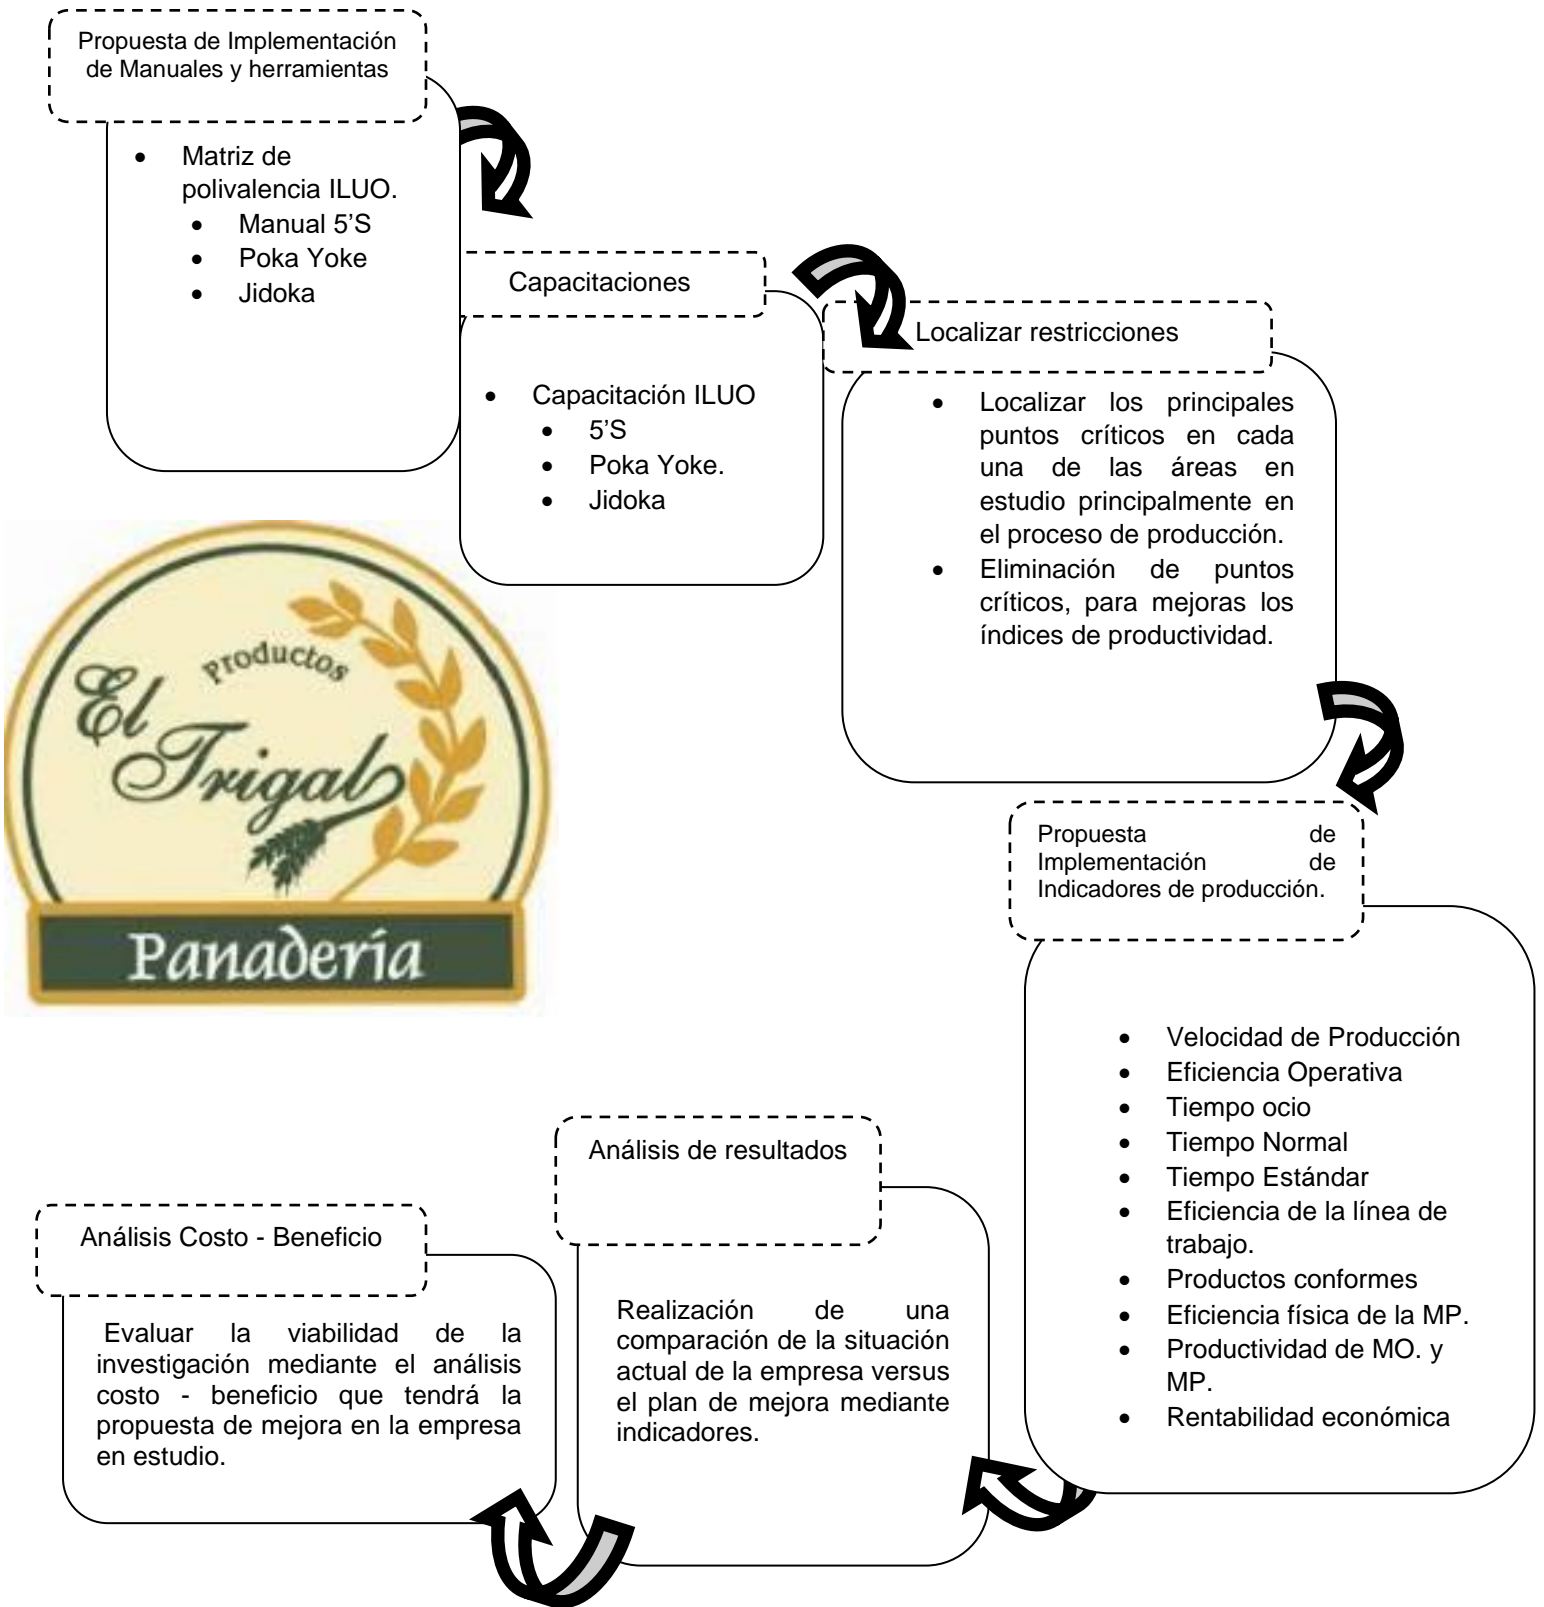 Propuesta de Implementación
de Manuales y herramientas
• Matriz de
polivalencia ILUO.
• Manual 5’S
• Poka Yoke
• Jidoka
Capacitaciones
• Capacitación ILUO
• 5’S
• Poka Yoke.
• Jidoka
Localizar restricciones
• Localizar los principales
puntos críticos en cada
una de las áreas en
estudio principalmente en
el proceso de producción.
• Eliminación de puntos
críticos, para mejoras los
índices de productividad.
Productos
El
Trigal
Panadería
Propuesta de
Implementación de
Indicadores de producción.
• Velocidad de Producción
• Eficiencia Operativa
• Tiempo ocio
• Tiempo Normal
• Tiempo Estándar
• Eficiencia de la línea de
trabajo.
• Productos conformes
• Eficiencia física de la MP.
• Productividad de MO. y
MP.
• Rentabilidad económica
Análisis de resultados
Realización de una
comparación de la situación
actual de la empresa versus
el plan de mejora mediante
indicadores.
Análisis Costo - Beneficio
Evaluar la viabilidad de la
investigación mediante el análisis
costo - beneficio que tendrá la
propuesta de mejora en la empresa
en estudio.